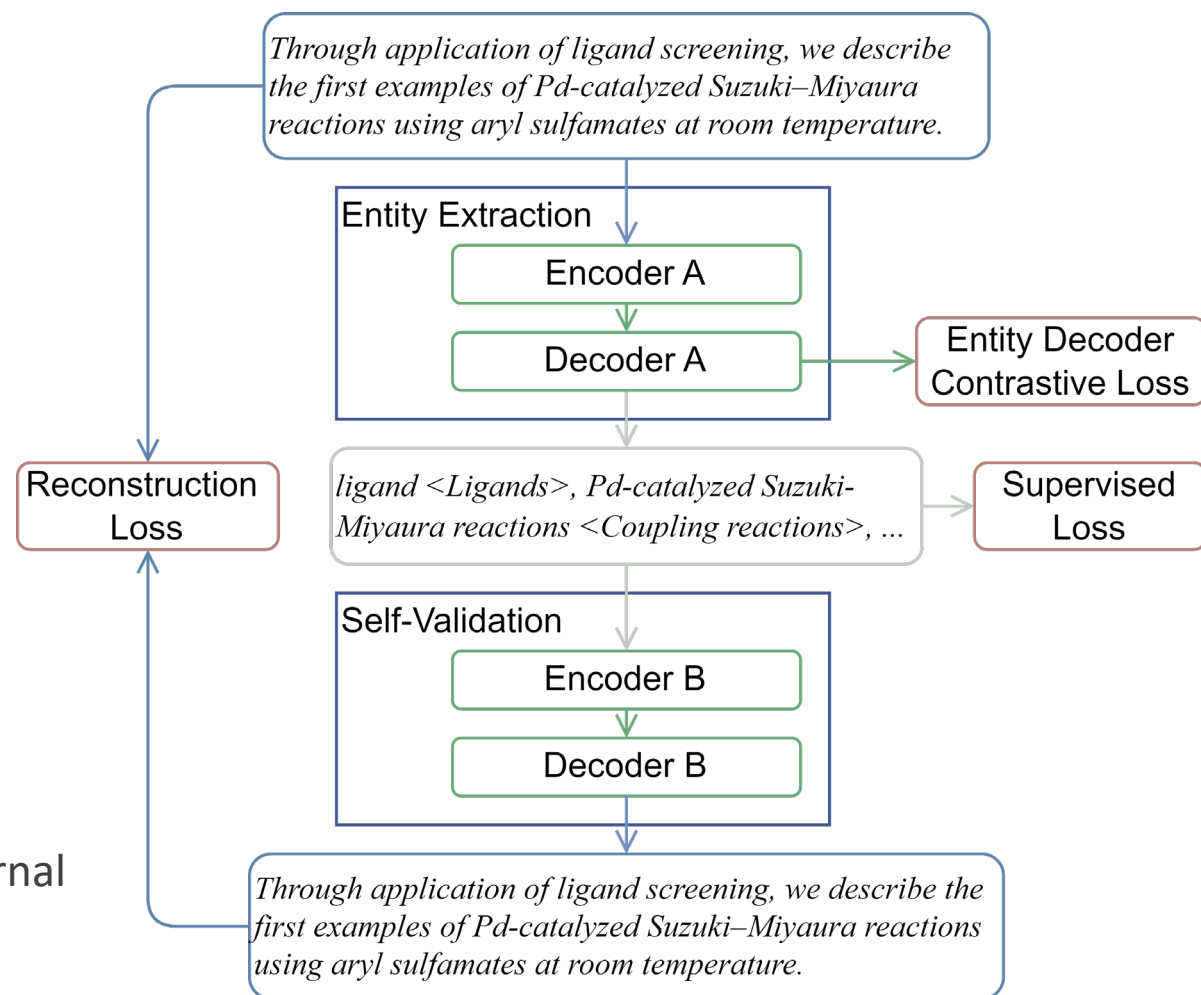 Through application of ligand screening, we describe
the first examples of Pd-catalyzed Suzuki–Miyaura
reactions using aryl sulfamates at room temperature.
Entity Extraction
Encoder A
Decoder A
Entity Decoder
Contrastive Loss
Reconstruction
Loss
ligand <Ligands>, Pd-catalyzed Suzuki-
Miyaura reactions <Coupling reactions>, ...
Supervised
Loss
Self-Validation
Encoder B
Decoder B
rnal
Through application of ligand screening, we describe the
first examples of Pd-catalyzed Suzuki–Miyaura reactions
using aryl sulfamates at room temperature.